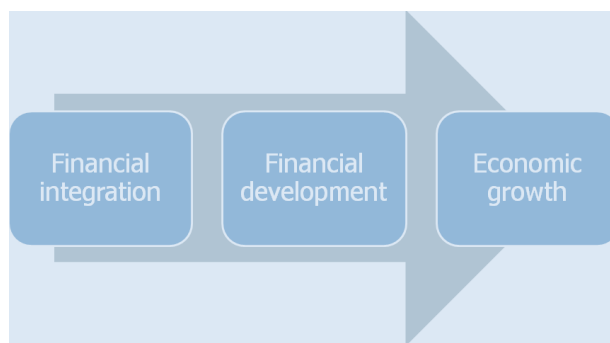 Financial
integration
Financial
development
Economic
growth